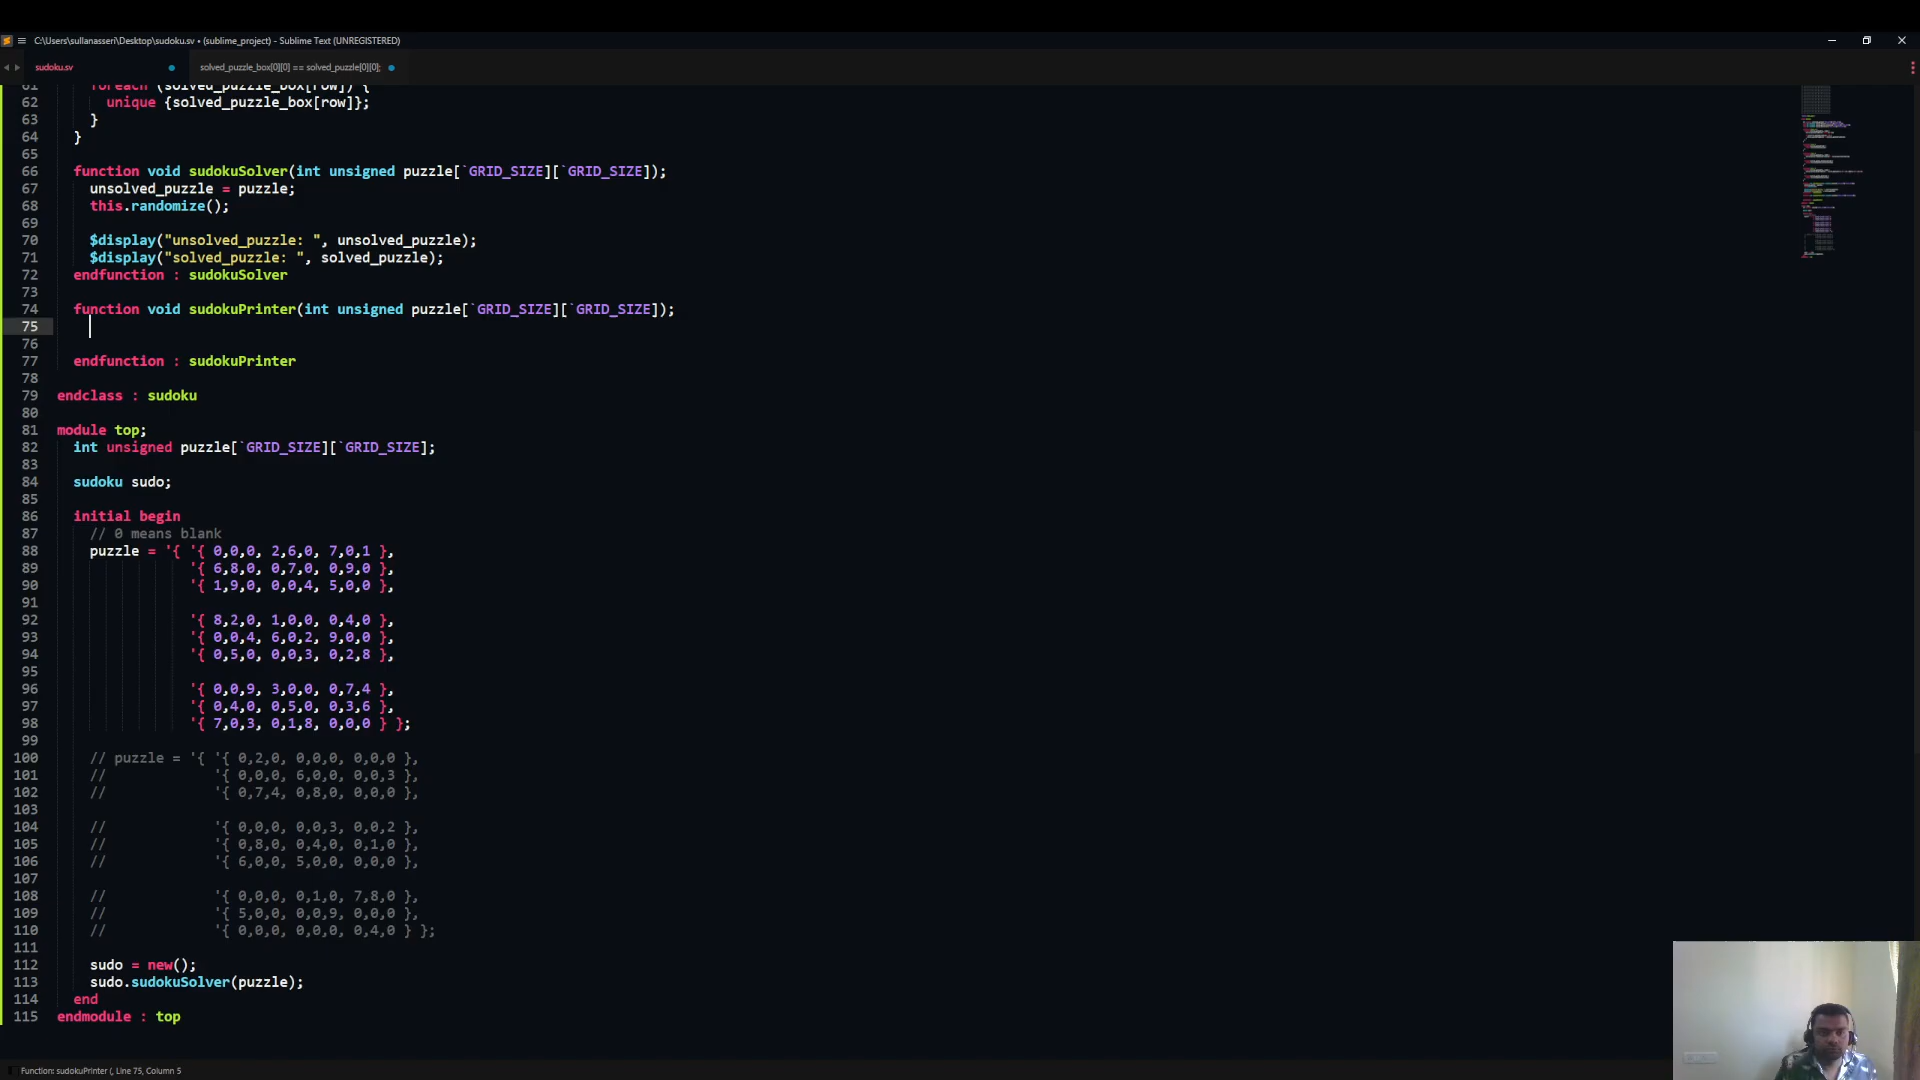 C:\Users\sullanasseri\Desktop\sudoku.sv • (sublime_project) - Sublime Text (UNREGISTERED)
sudoku.sv
solved_puzzle_box[0][0] == solved_puzzle[0][0];
61 foreach (solved_puzzle_box[row]) {
62 unique {solved_puzzle_box[row]};
63 }
64 }
65
66 function void sudokuSolver(int unsigned puzzle[`GRID_SIZE][`GRID_SIZE]);
67 unsolved_puzzle = puzzle;
68 this.randomize();
69
70 $display("unsolved_puzzle: ", unsolved_puzzle);
71 $display("solved_puzzle: ", solved_puzzle);
72 endfunction : sudokuSolver
73
74 function void sudokuPrinter(int unsigned puzzle[`GRID_SIZE][`GRID_SIZE]);
75
76
77 endfunction : sudokuPrinter
78
79 endclass : sudoku
80
81 module top;
82 int unsigned puzzle[`GRID_SIZE][`GRID_SIZE];
83
84 sudoku sudo;
85
86 initial begin
87 // 0 means blank
88 puzzle = '{ '{ 0,0,0, 2,6,0, 7,0,1 },
89 '{ 6,8,0, 0,7,0, 0,9,0 },
90 '{ 1,9,0, 0,0,4, 5,0,0 },
91
92 '{ 8,2,0, 1,0,0, 0,4,0 },
93 '{ 0,0,4, 6,0,2, 9,0,0 },
94 '{ 0,5,0, 0,0,3, 0,2,8 },
95
96 '{ 0,0,9, 3,0,0, 0,7,4 },
97 '{ 0,4,0, 0,5,0, 0,3,6 },
98 '{ 7,0,3, 0,1,8, 0,0,0 } };
99
100 // puzzle = '{ '{ 0,2,0, 0,0,0, 0,0,0 },
101 // '{ 0,0,0, 6,0,0, 0,0,3 },
102 // '{ 0,7,4, 0,8,0, 0,0,0 },
103
104 // '{ 0,0,0, 0,0,3, 0,0,2 },
105 // '{ 0,8,0, 0,4,0, 0,1,0 },
106 // '{ 6,0,0, 5,0,0, 0,0,0 },
107
108 // '{ 0,0,0, 0,1,0, 7,8,0 },
109 // '{ 5,0,0, 0,0,9, 0,0,0 },
110 // '{ 0,0,0, 0,0,0, 0,4,0 } };
111
112 sudo = new();
113 sudo.sudokuSolver(puzzle);
114 end
115 endmodule : top
Function: sudokuPrinter (, Line 75, Column 5